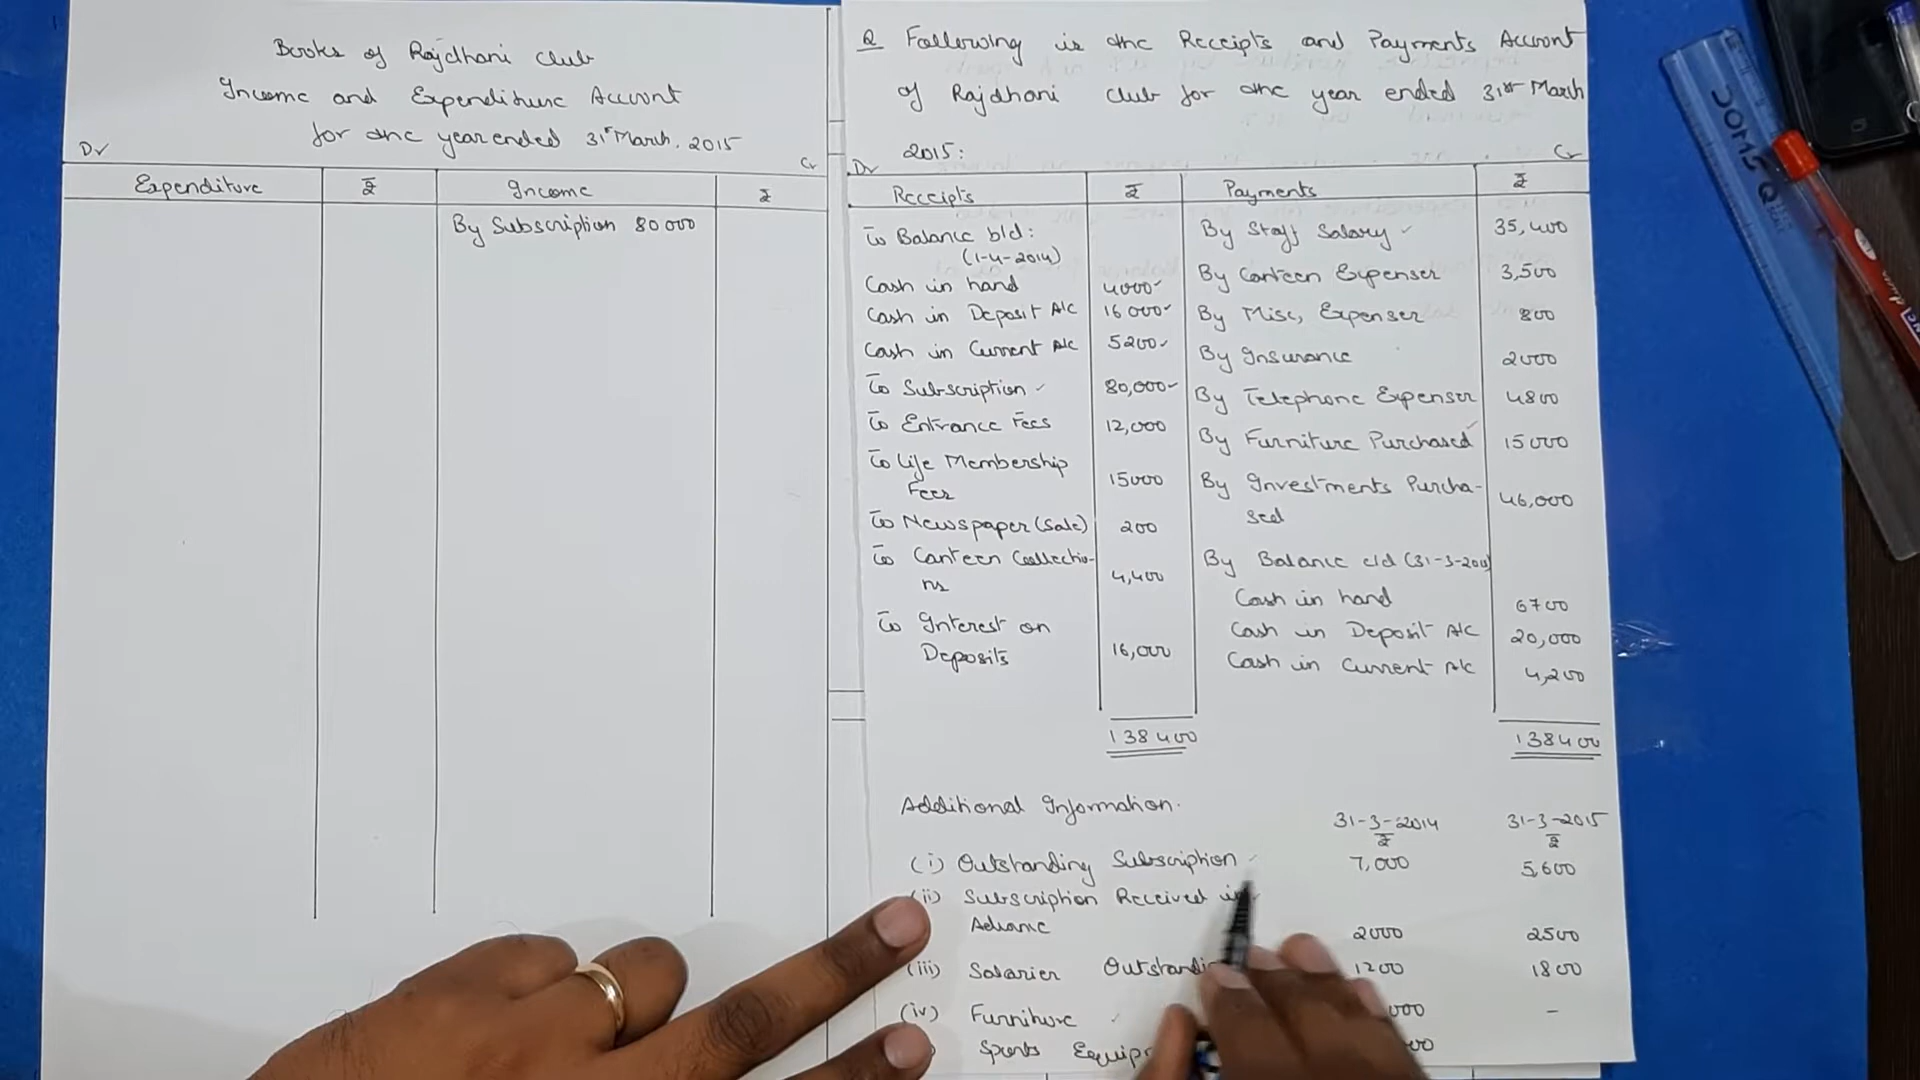 Books of Rajdhani Club
Income and Expenditure Account
for the year ended 31st March, 2015
Dr Cr
Expenditure ₹ Income ₹
By Subscription 80000
Q Following is the Receipts and Payments Account
of Rajdhani Club for the year ended 31st March
2015:
Dr Cr
Receipts ₹ Payments ₹
To Balance b/d: By Staff Salary 35,400
(1-4-2014)
Cash in hand 4000 By Canteen Expenses 3,500
Cash in Deposit A/c 16000 By Misc, Expenses 800
Cash in Current A/c 5200 By Insurance 2000
To Subscription 80,000 By Telephone Expenses 4800
To Entrance Fees 12,000 By Furniture Purchased 15000
To Life Membership
Fees 15000 By Investments Purcha-
sed 46,000
To Newspaper (Sale) 200
To Canteen Collectio-
ns 4,400 By Balance c/d
Cash in hand 6700
To Interest on
Deposits 16,000 Cash in Deposit A/c 20,000
Cash in Current A/c 4,200
138400 138400
Additional Information.
31-3-2014 31-3-2015
₹ ₹
(i) Outstanding Subscription 7,000 5,600
(ii) Subscription Received in
Advance 2000 2500
(iii) Salaries 1200 1800
(iv) Furniture 000 -
Sports
DOMS